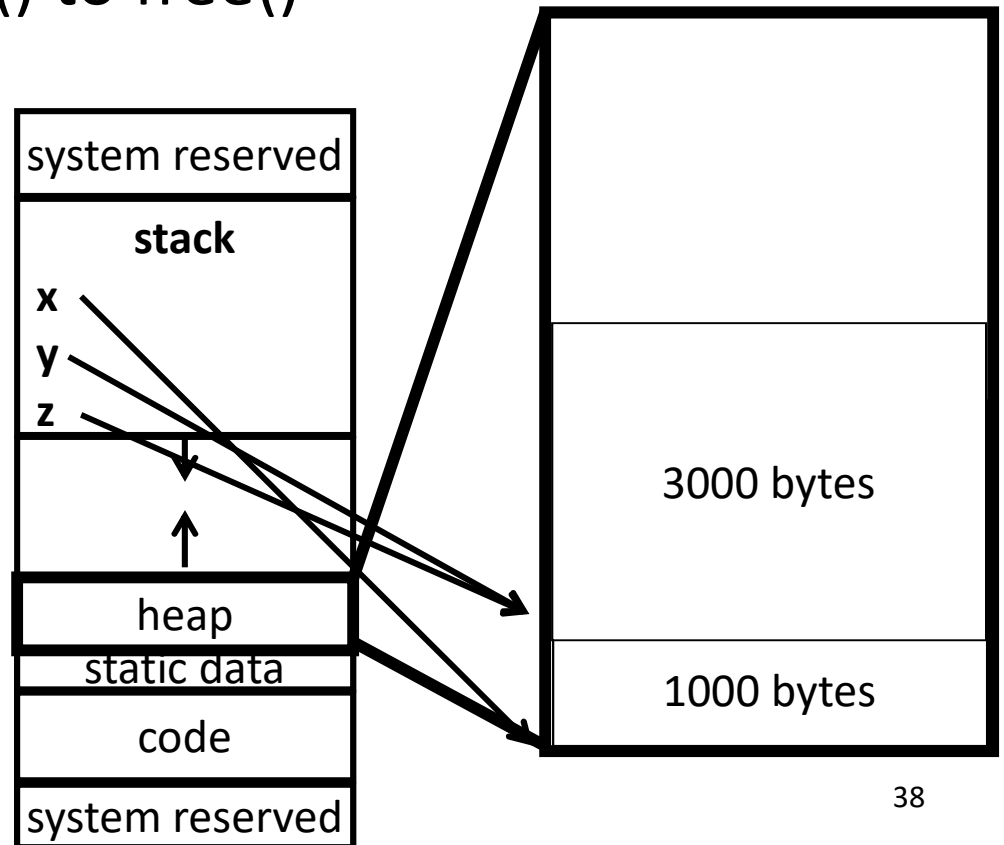 () to free()
system reserved
stack
x
y
z
heap
static data
code
system reserved
3000 bytes
1000 bytes
38